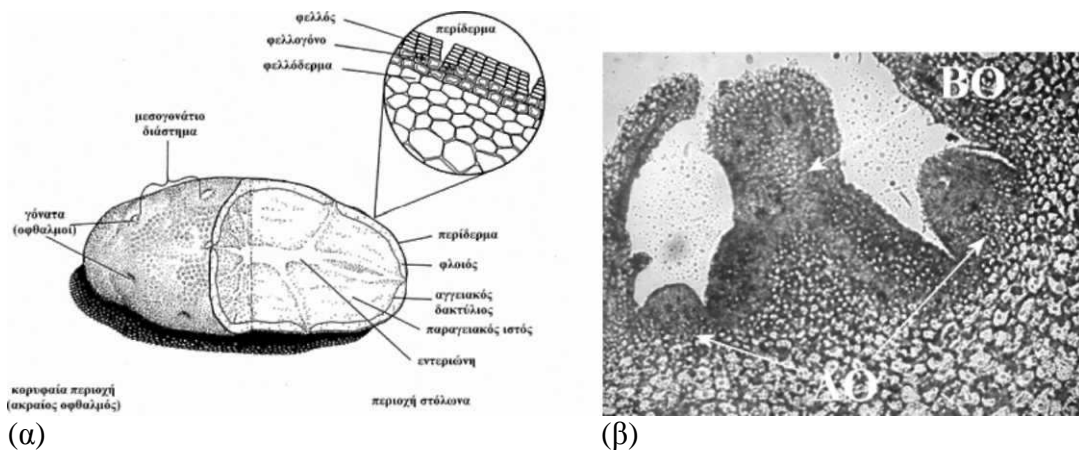 φελλός
φελλογόνο
φελλόδερμα
περίδερμα
μεσογονάτιο
διάστημα
γόνατα
(οφθαλμοί)
περίδερμα
φλοιός
αγγειακός
δακτύλιος
παραγειακός ιστός
εντεριώνη
κορυφαία περιοχή
(ακραίος οφθαλμός)
περιοχή στόλωνα
(α)
ΒΟ
ΔΟ
(β)